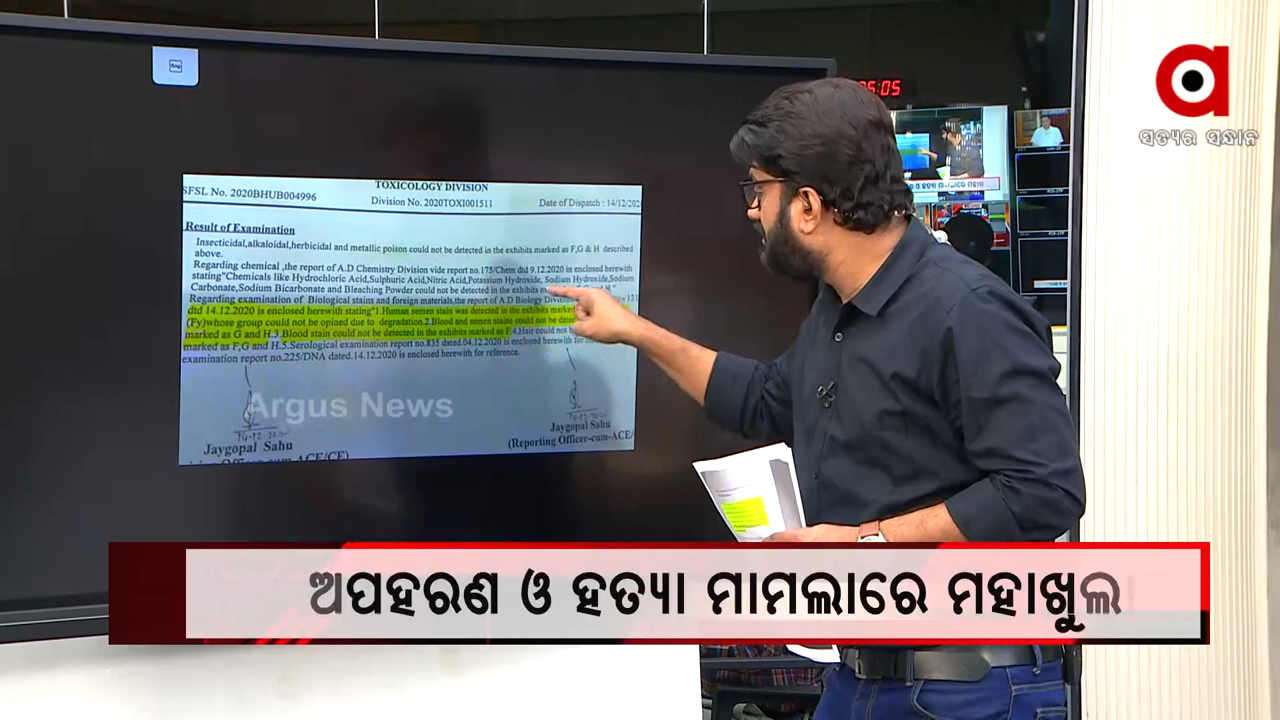 05:05
ସତ୍ୟର ସନ୍ଧାନ
TOXICOLOGY DIVISION
SFSL No. 2020BHUB004996
Division No. 2020TOXI001511
Date of Dispatch : 14/12/202
Result of Examination
Insecticidal,alkaloidal,herbicidal and metallic poison could not be detected in the exhibits marked as F,G & H described
above.
Regarding chemical ,the report of A.D Chemistry Division vide report no.175/Chem dtd 9.12.2020 in enclosed herewith
stating"Chemicals like Hydrochloric Acid,Sulphuric Acid,Nitric Acid,Potassium Hydroxide, Sodium Hydroxide,Sodium
Carbonate,Sodium Bicarbonate and Bleaching Powder could not be detected in the exhibits
Regarding examination of Biological stains and foreign materials,the report of A.D Biology Division 131
dtd 14.12.2020 is enclosed herewith stating"1.Human semen stain was detected in the exhibits marked
(Fy)whose group could not be opined due to degradation.2.Blood and semen stains could not be
marked as G and H.3.Blood stain could not be detected in the exhibits marked as F.4.Hair could not
marked as F,G and H.5.Serological examination report no.835 dated.04.12.2020 is enclosed herewith for
examination report no.225/DNA dated.14.12.2020 is enclosed herewith for reference.
Argus News
Jaygopal Sahu
Jaygopal Sahu
(Reporting Officer-cum-ACE/
Officer-cum-ACE/CE)
ଅପହରଣ ଓ ହତ୍ୟା ମାମଲାରେ ମହାଖୁଲ